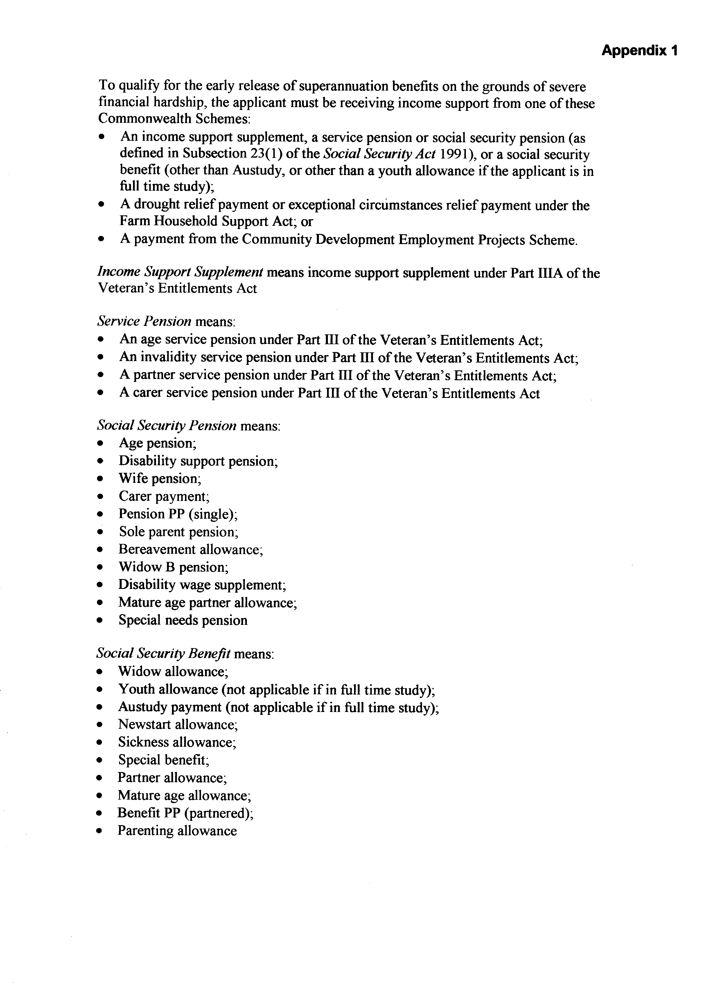 Appendix 1
To qualify for the early release of superannuation benefits on the grounds of severe
financial hardship, the applicant must be receiving income support from one of these
Commonwealth Schemes:
• An income support supplement, a service pension or social security pension (as
defined in Subsection 23(1) of the Social Security Act 1991), or a social security
benefit (other than Austudy, or other than a youth allowance if the applicant is in
full time study);
• A drought relief payment or exceptional circumstances relief payment under the
Farm Household Support Act; or
• A payment from the Community Development Employment Projects Scheme.
Income Support Supplement means income support supplement under Part IIIA of the
Veteran's Entitlements Act
Service Pension means:
• An age service pension under Part III of the Veteran's Entitlements Act;
• An invalidity service pension under Part III of the Veteran's Entitlements Act;
• A partner service pension under Part III of the Veteran's Entitlements Act;
• A carer service pension under Part III of the Veteran's Entitlements Act
Social Security Pension means:
• Age pension;
• Disability support pension;
• Wife pension;
• Carer payment;
• Pension PP (single);
• Sole parent pension;
• Bereavement allowance;
• Widow B pension;
• Disability wage supplement;
• Mature age partner allowance;
• Special needs pension
Social Security Benefit means:
• Widow allowance;
• Youth allowance (not applicable if in full time study);
• Austudy payment (not applicable if in full time study);
• Newstart allowance;
• Sickness allowance;
• Special benefit;
• Partner allowance;
• Mature age allowance;
• Benefit PP (partnered);
• Parenting allowance